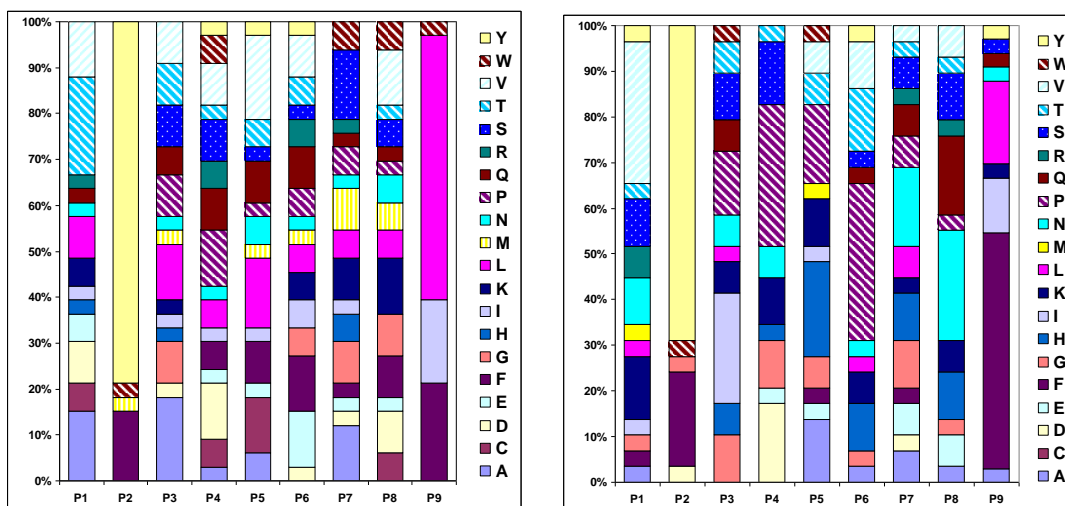 100%
90%
80%
70%
60%
50%
40%
30%
20%
10%
0%
P1 P2 P3 P4 P5 P6 P7 P8 P9
Y
W
V
T
S
R
Q
P
N
M
L
K
I
H
G
F
E
D
C
A
100%
90%
80%
70%
60%
50%
40%
30%
20%
10%
0%
P1 P2 P3 P4 P5 P6 P7 P8 P9
Y
W
V
T
S
R
Q
P
N
M
L
K
I
H
G
F
E
D
C
A